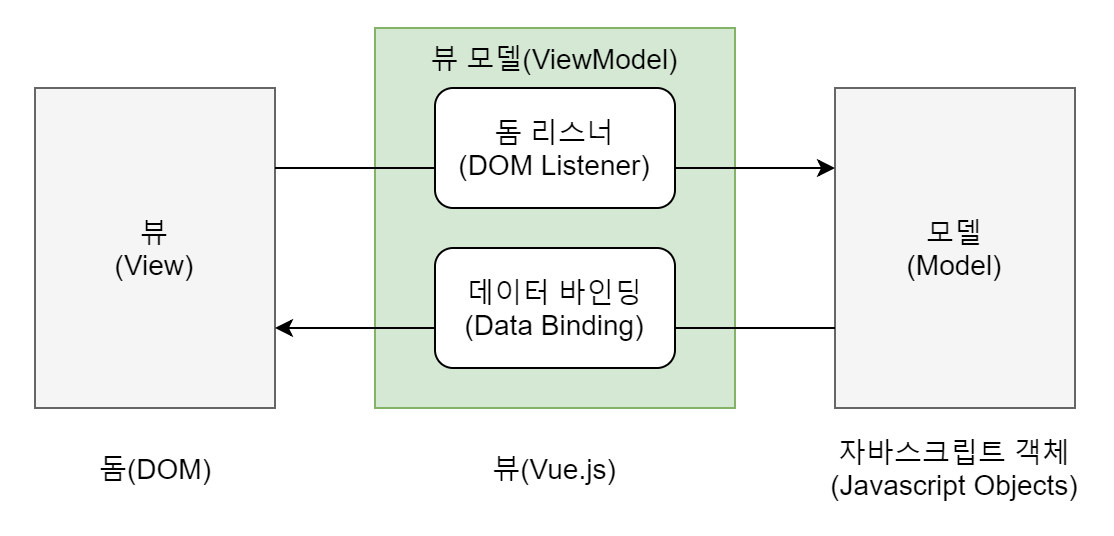 뷰 모델(ViewModel)
돔 리스너
(DOM Listener)
뷰
(View)
모델
(Model)
데이터 바인딩
(Data Binding)
돔(DOM)
뷰(Vue.js)
자바스크립트 객체
(Javascript Objects)